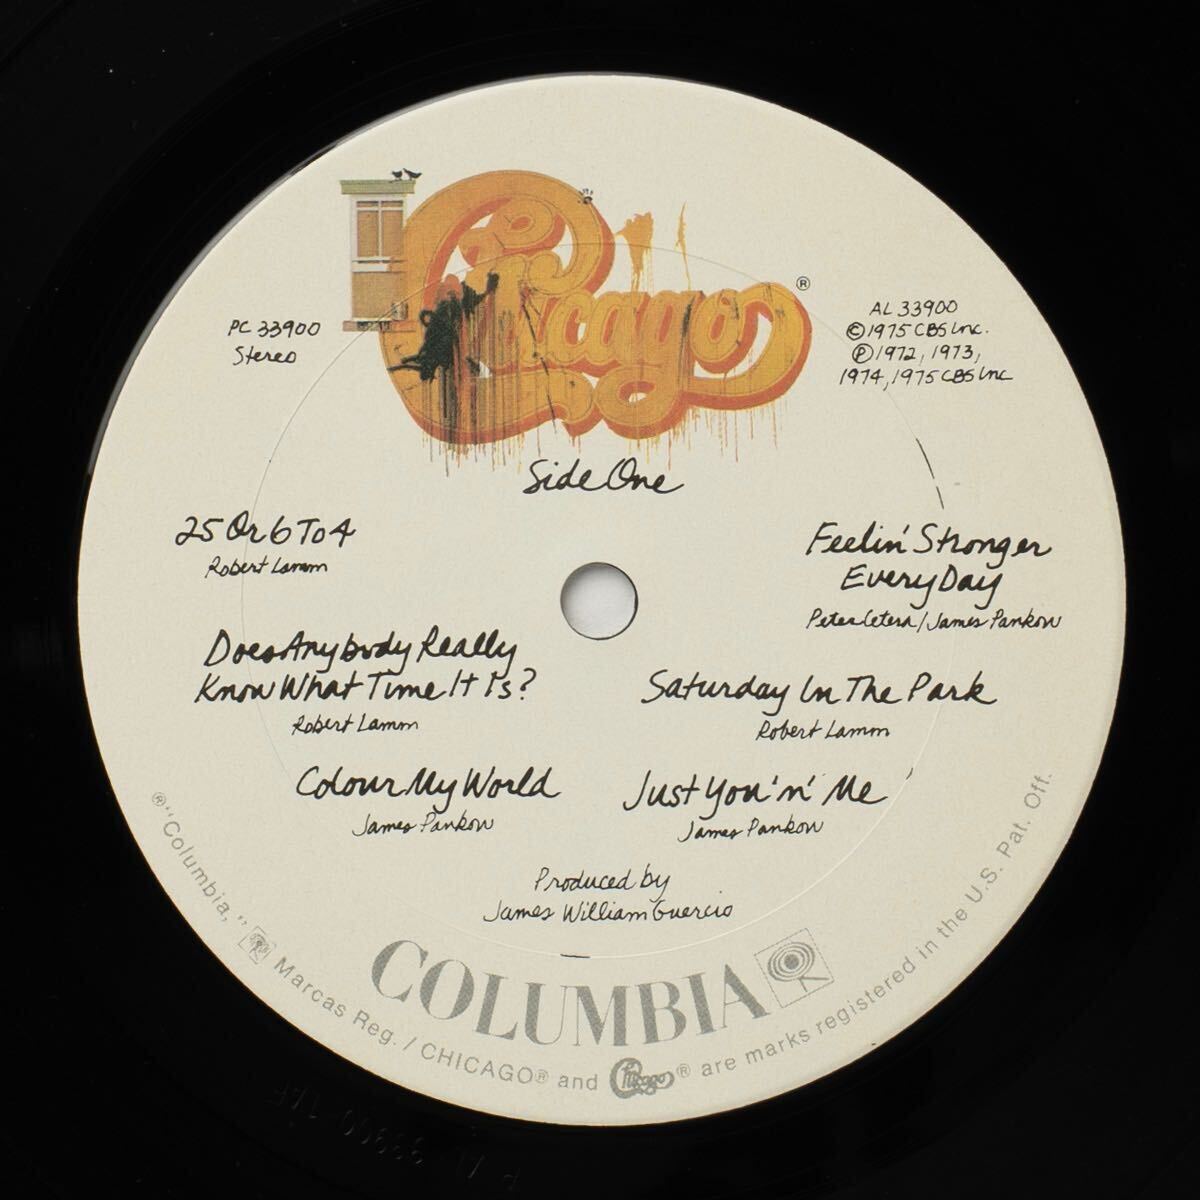 Chicago®
PC 33900
Stereo
AL 33900
©1975 CBS Inc.
℗1972, 1973,
1974, 1975 CBS Inc
Side One
25 Or 6 To 4
Robert Lamm
Does Anybody Really
Know What Time It Is?
Robert Lamm
Colour My World
James Pankow
Feelin' Stronger
Every Day
Peter Cetera/James Pankow
Saturday In The Park
Robert Lamm
Just You 'n' Me
James Pankow
Produced by
James William Guercio
COLUMBIA
®"Columbia," Marcas Reg. / CHICAGO® and Chicago® are marks registered in the U.S. Pat. Off.
P AL 33900 1AF